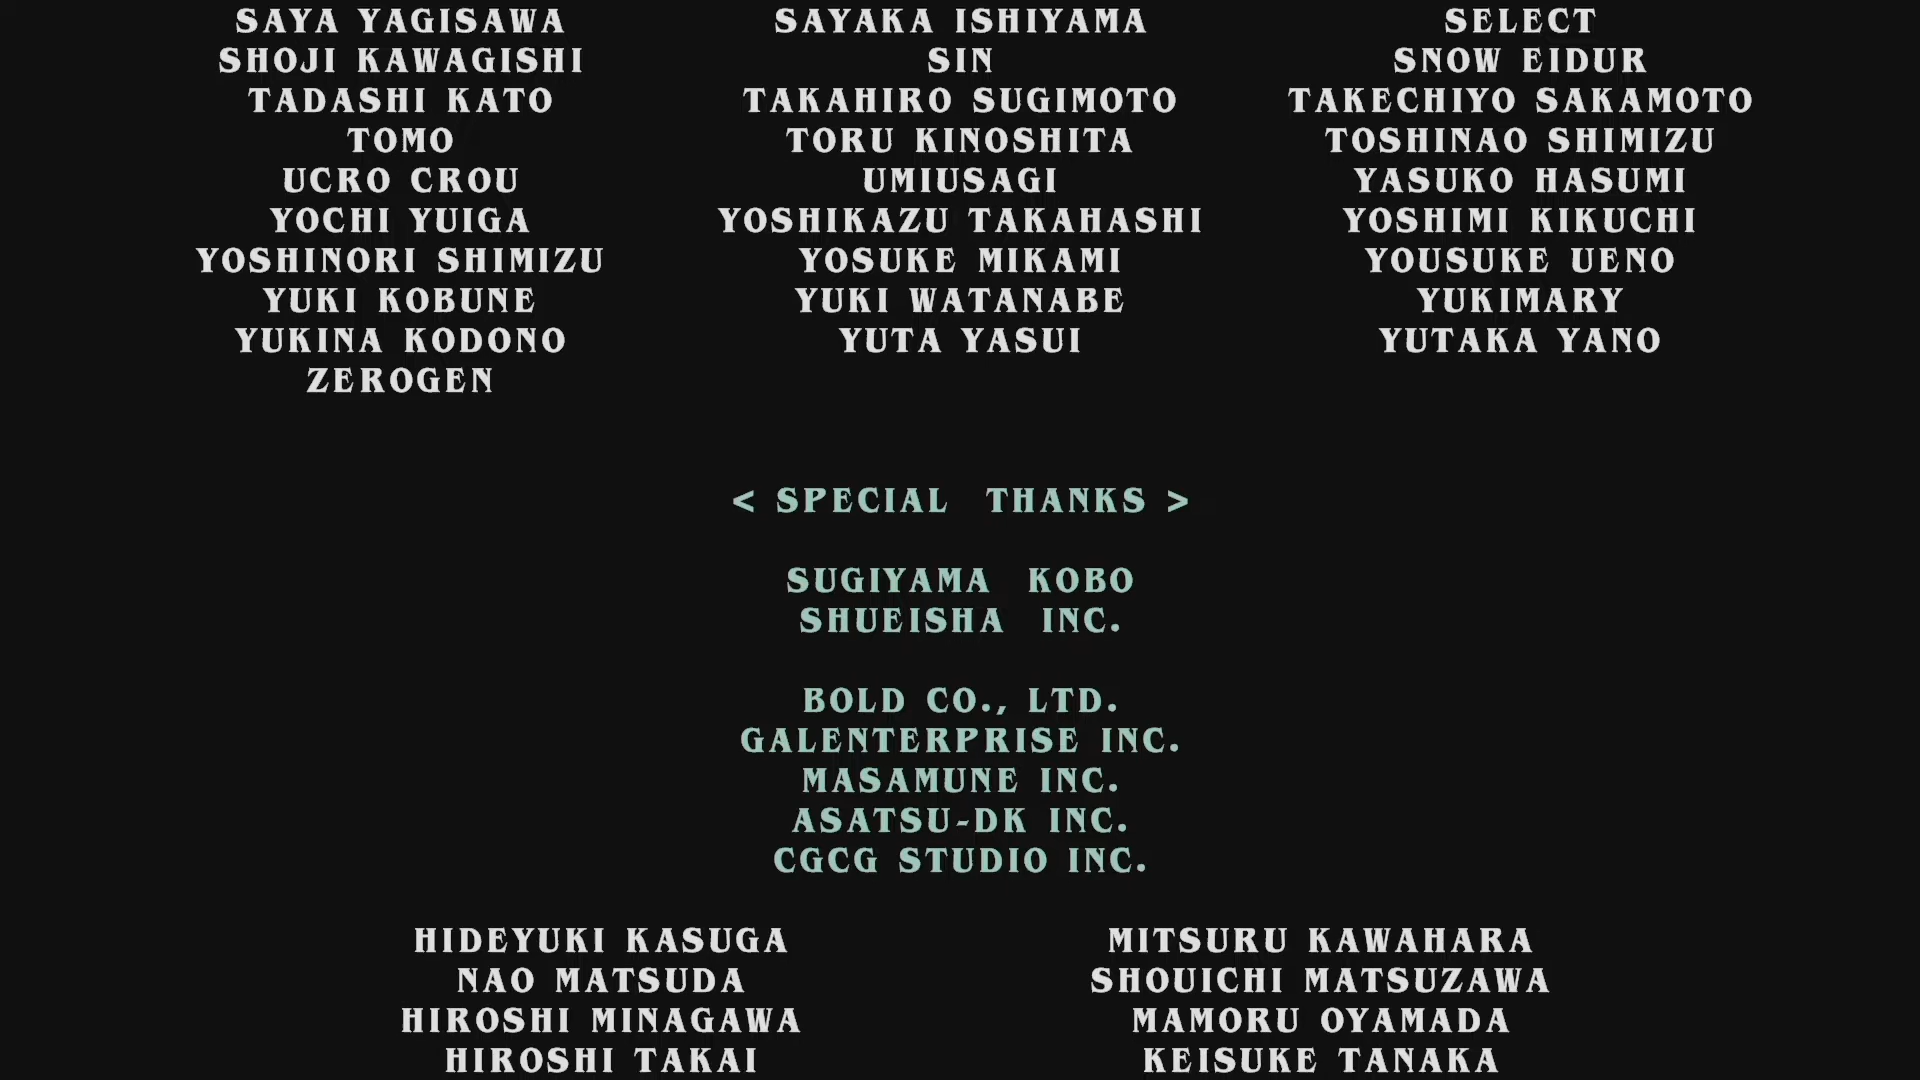 SAYA YAGISAWA SAYAKA ISHIYAMA SELECT
SHOJI KAWAGISHI SIN SNOW EIDUR
TADASHI KATO TAKAHIRO SUGIMOTO TAKECHIYO SAKAMOTO
TOMO TORU KINOSHITA TOSHINAO SHIMIZU
UCRO CROU UMIUSAGI YASUKO HASUMI
YOCHI YUIGA YOSHIKAZU TAKAHASHI YOSHIMI KIKUCHI
YOSHINORI SHIMIZU YOSUKE MIKAMI YOUSUKE UENO
YUKI KOBUNE YUKI WATANABE YUKIMARY
YUKINA KODONO YUTA YASUI YUTAKA YANO
ZEROGEN
< SPECIAL THANKS >
SUGIYAMA KOBO
SHUEISHA INC.
BOLD CO., LTD.
GALENTERPRISE INC.
MASAMUNE INC.
ASATSU-DK INC.
CGCG STUDIO INC.
HIDEYUKI KASUGA MITSURU KAWAHARA
NAO MATSUDA SHOUICHI MATSUZAWA
HIROSHI MINAGAWA MAMORU OYAMADA
HIROSHI TAKAI KEISUKE TANAKA